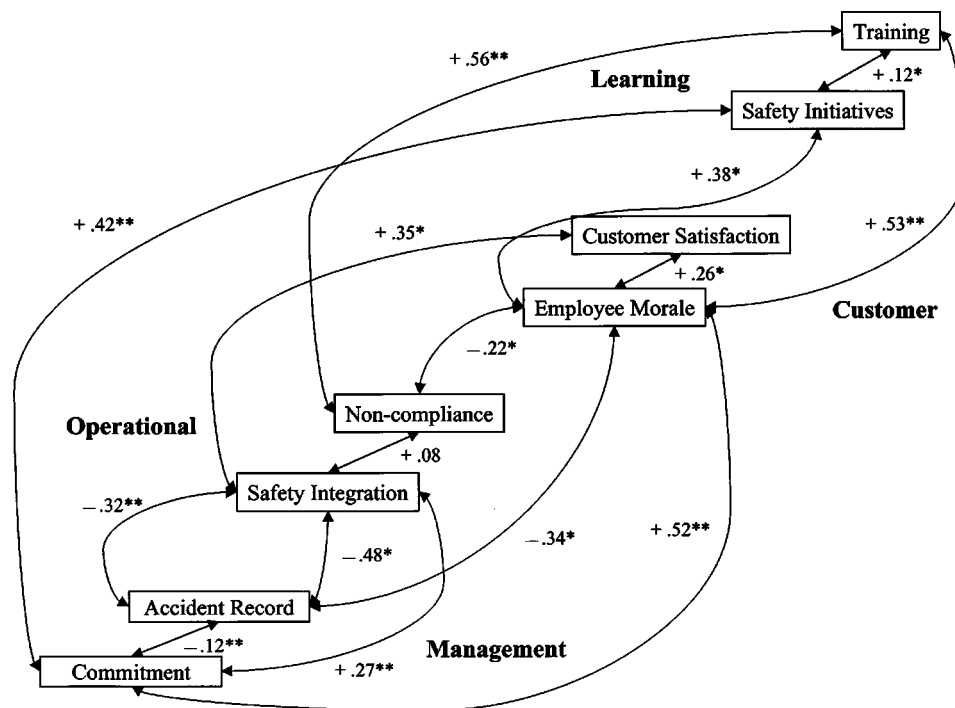 Training
+ .56**
Learning
+ .12*
Safety Initiatives
+ .38*
+ .42**
+ .35*
Customer Satisfaction
+ .53**
+ .26*
Employee Morale
Customer
– .22*
Non-compliance
Operational
+ .08
Safety Integration
– .32**
– .48*
– .34*
+ .52**
Accident Record
– .12**
Management
Commitment
+ .27**